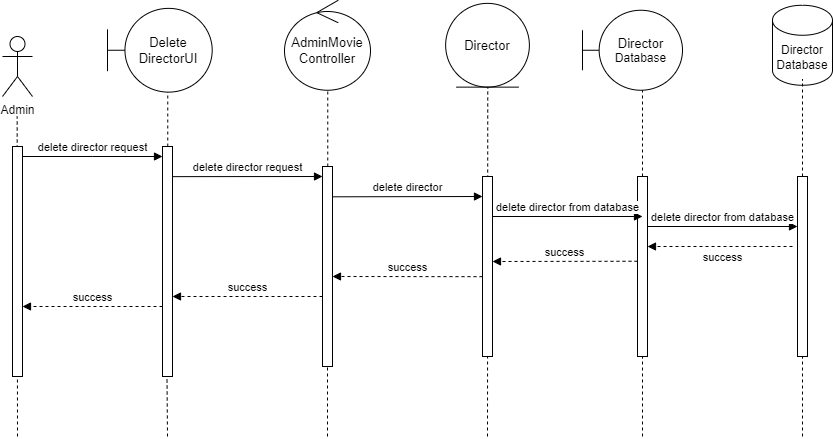 Delete
DirectorUI
AdminMovie
Controller
Director
Director
Database
Director
Database
Admin
delete director request
delete director request
delete director
delete director from database
delete director from database
success
success
success
success
success